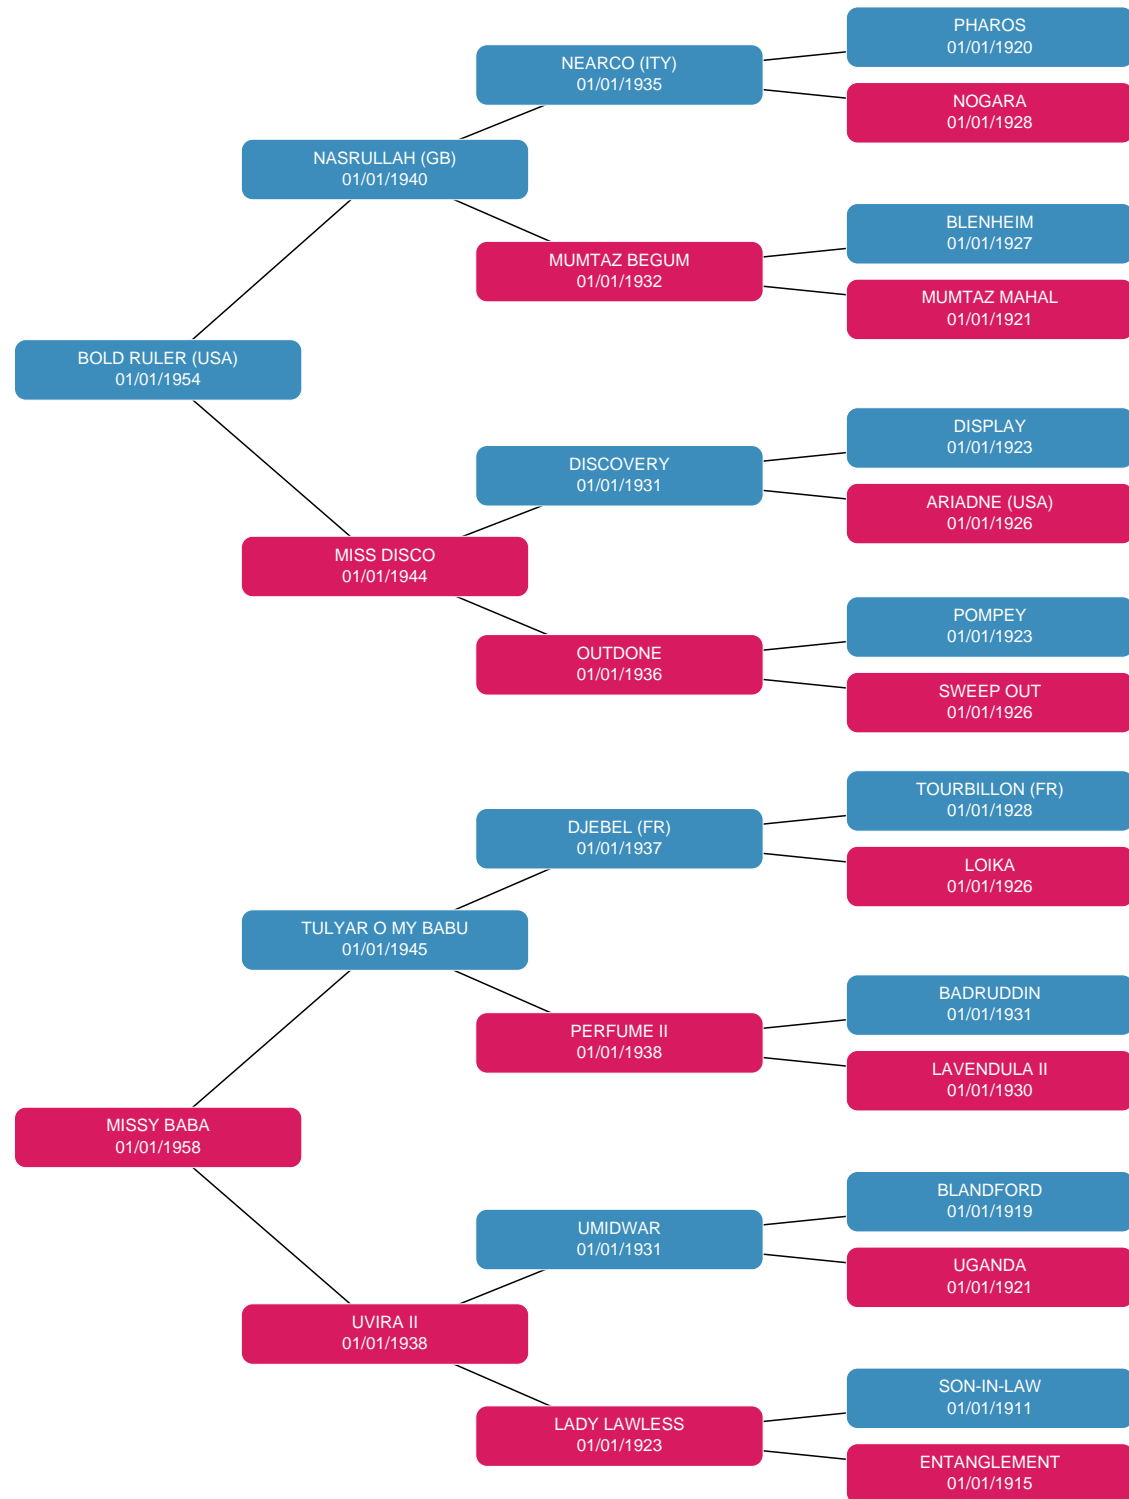 PHAROS
01/01/1920
NEARCO (ITY)
01/01/1935
NOGARA
01/01/1928
NASRULLAH (GB)
01/01/1940
BLENHEIM
01/01/1927
MUMTAZ BEGUM
01/01/1932
MUMTAZ MAHAL
01/01/1921
BOLD RULER (USA)
01/01/1954
DISPLAY
01/01/1923
DISCOVERY
01/01/1931
ARIADNE (USA)
01/01/1926
MISS DISCO
01/01/1944
POMPEY
01/01/1923
OUTDONE
01/01/1936
SWEEP OUT
01/01/1926
TOURBILLON (FR)
01/01/1928
DJEBEL (FR)
01/01/1937
LOIKA
01/01/1926
TULYAR O MY BABU
01/01/1945
BADRUDDIN
01/01/1931
PERFUME II
01/01/1938
LAVENDULA II
01/01/1930
MISSY BABA
01/01/1958
BLANDFORD
01/01/1919
UMIDWAR
01/01/1931
UGANDA
01/01/1921
UVIRA II
01/01/1938
SON-IN-LAW
01/01/1911
LADY LAWLESS
01/01/1923
ENTANGLEMENT
01/01/1915